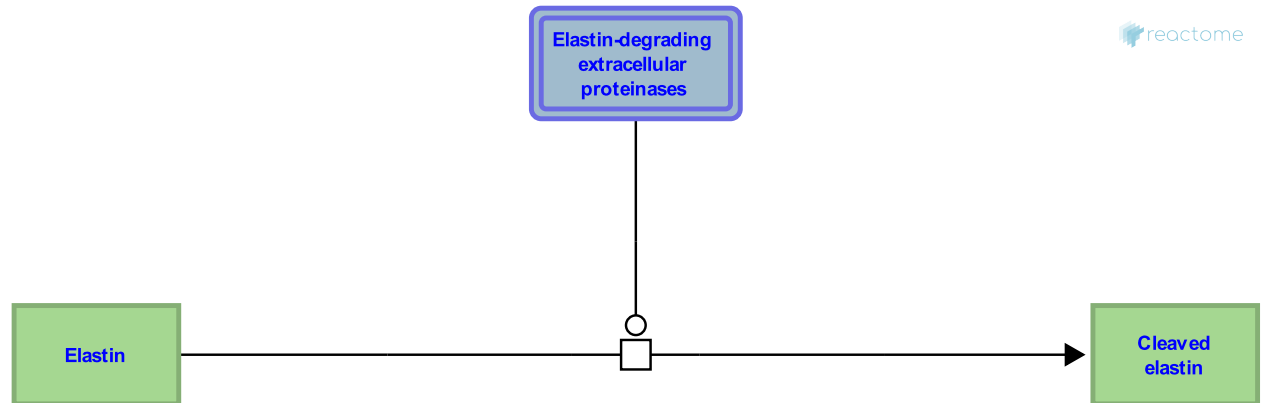 Elastin-degrading
extracellular
proteinases
reactome
Elastin
Cleaved
elastin